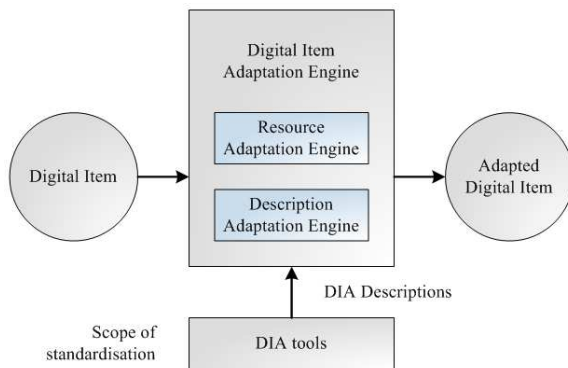 Digital Item
Adaptation Engine
Resource
Adaptation Engine
Digital Item
Adapted
Digital Item
Description
Adaptation Engine
DIA Descriptions
Scope of
standardisation
DIA tools